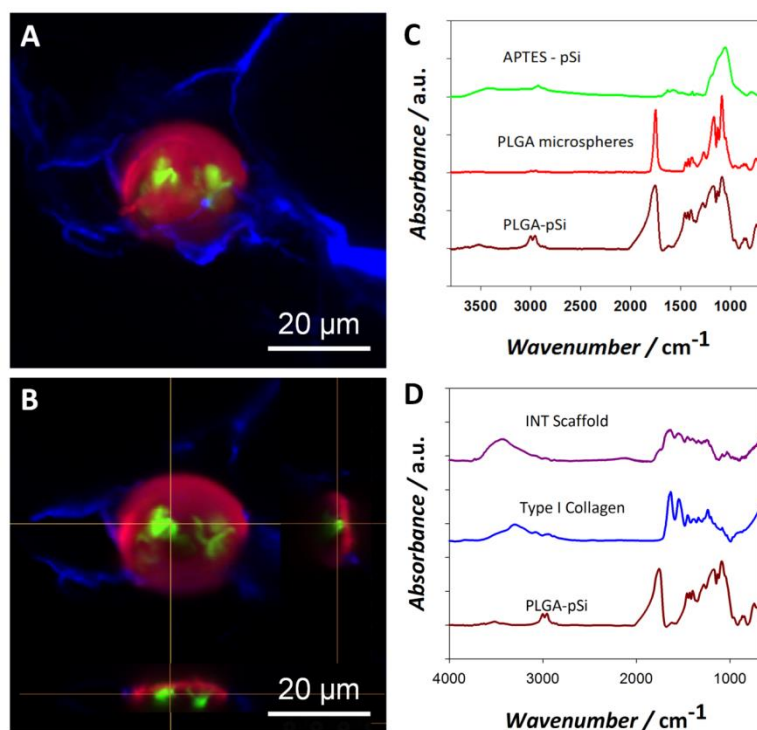 A
20 µm
B
20 µm
C
Absorbance / a.u.
APTES - pSi
PLGA microspheres
PLGA-pSi
3500 3000 2500 2000 1500 1000
Wavenumber / cm-1
D
Absorbance / a.u.
INT Scaffold
Type I Collagen
PLGA-pSi
4000 3000 2000 1000
Wavenumber / cm-1